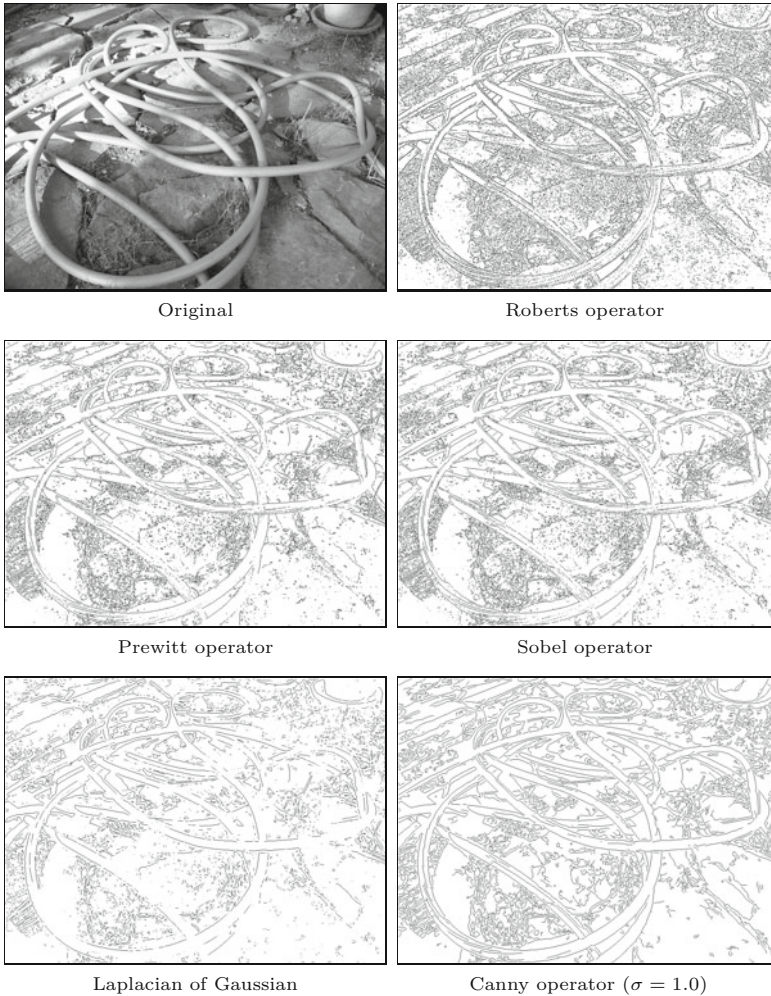 Original
Roberts operator
Prewitt operator
Sobel operator
Laplacian of Gaussian
Canny operator (σ = 1.0)